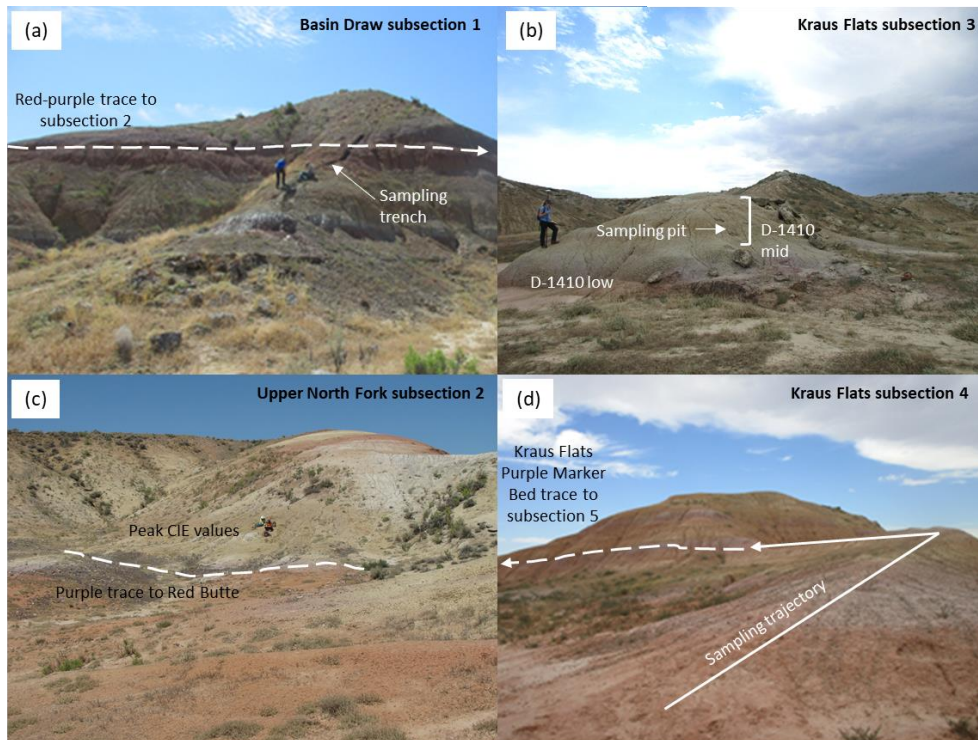 (a)
Basin Draw subsection 1
Red-purple trace to
subsection 2
Sampling
trench
(b)
Kraus Flats subsection 3
Sampling pit
D-1410
mid
D-1410 low
(c)
Upper North Fork subsection 2
Peak CIE values
Purple trace to Red Butte
(d)
Kraus Flats subsection 4
Kraus Flats
Purple Marker
Bed trace to
subsection 5
Sampling trajectory